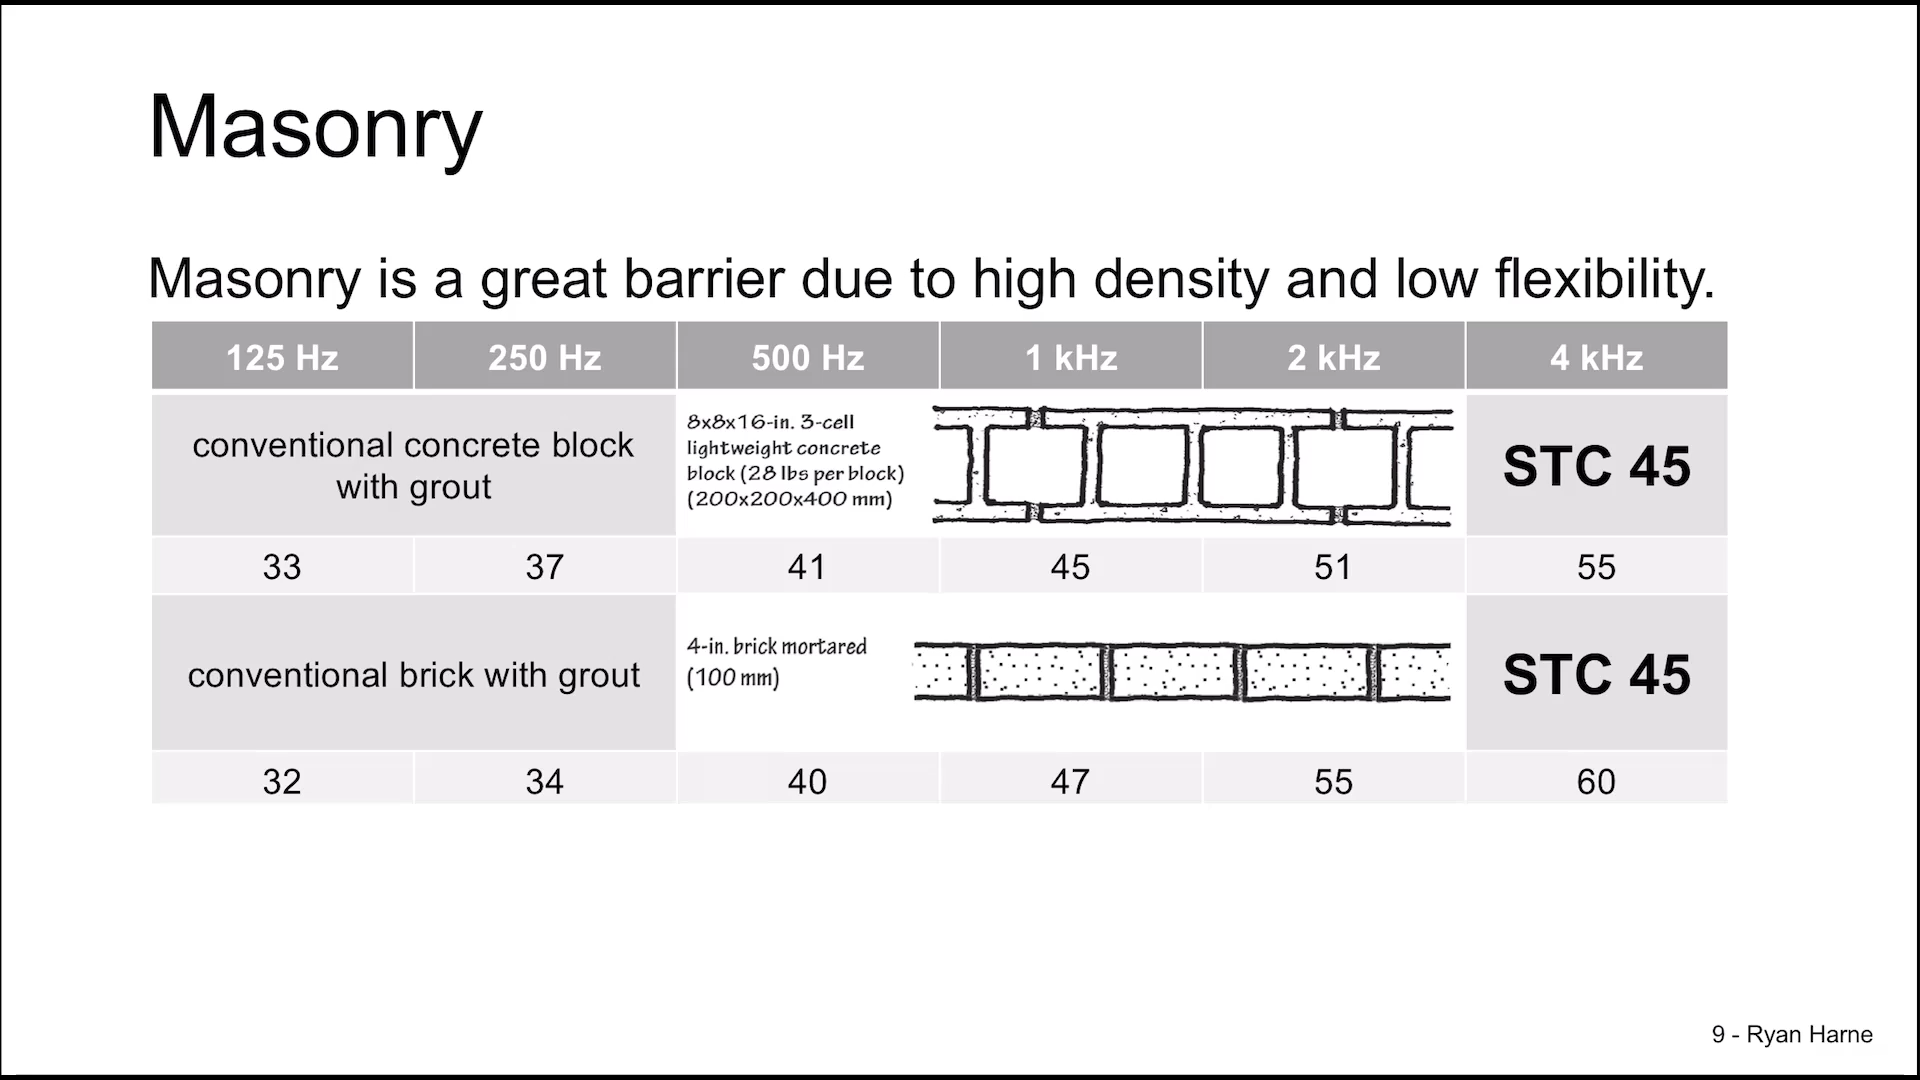 Masonry
Masonry is a great barrier due to high density and low flexibility.
125 Hz 250 Hz 500 Hz 1 kHz 2 kHz 4 kHz
conventional concrete block
with grout
8x8x16-in. 3-cell
lightweight concrete
block (28 lbs per block)
(200x200x400 mm)
STC 45
33 37 41 45 51 55
conventional brick with grout
4-in. brick mortared
(100 mm)
STC 45
32 34 40 47 55 60
9 - Ryan Harne